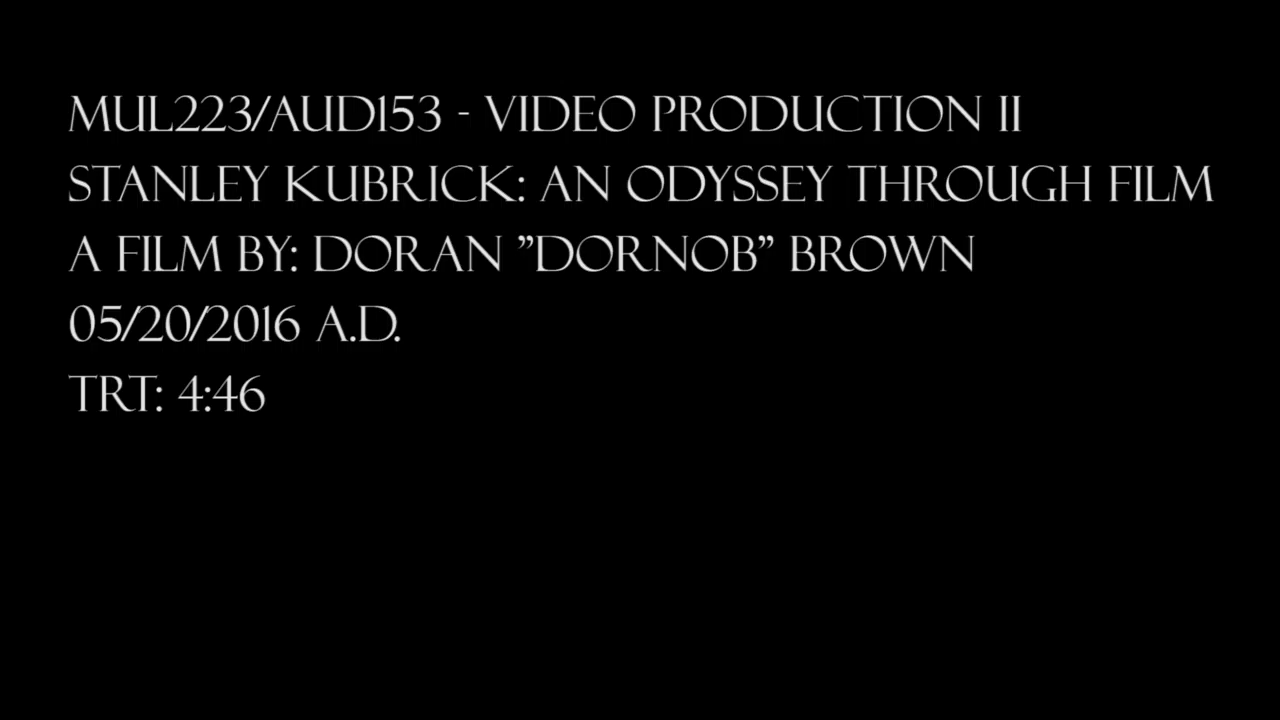 MUL223/AUD153 - VIDEO PRODUCTION II
STANLEY KUBRICK: AN ODYSSEY THROUGH FILM
A FILM BY: DORAN ”DORNOB” BROWN
05/20/2016 A.D.
TRT: 4:46